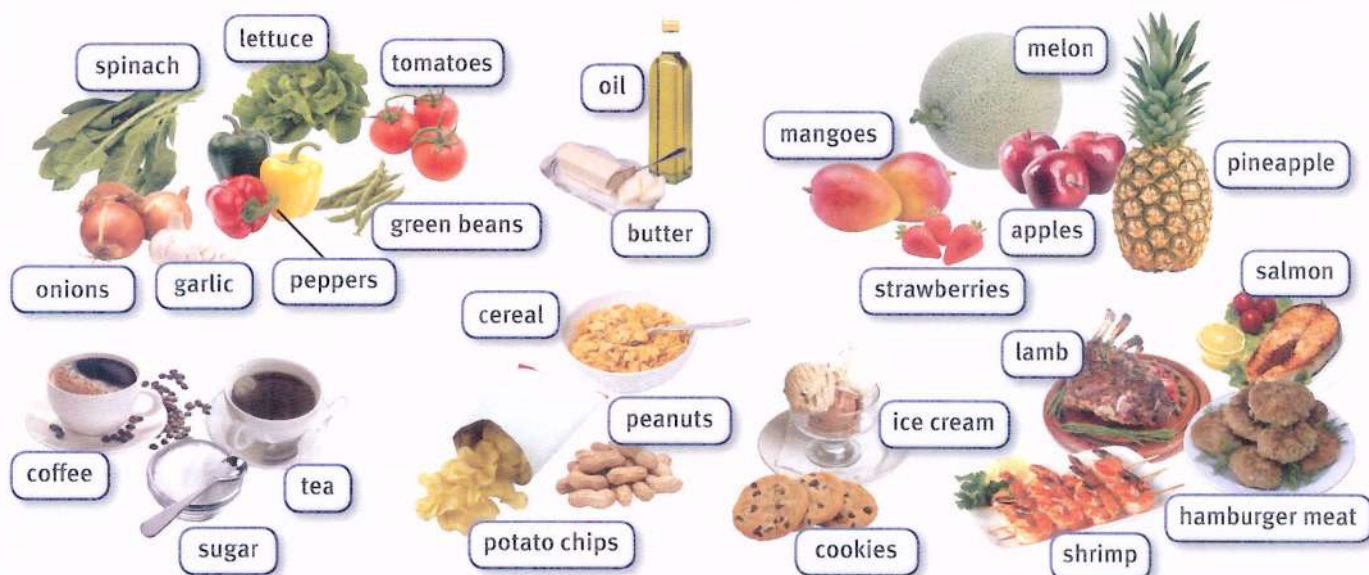 spinach
lettuce
tomatoes
onions
garlic
peppers
green beans
oil
butter
mangoes
melon
strawberries
apples
pineapple
coffee
sugar
tea
cereal
peanuts
potato chips
ice cream
cookies
lamb
salmon
shrimp
hamburger meat